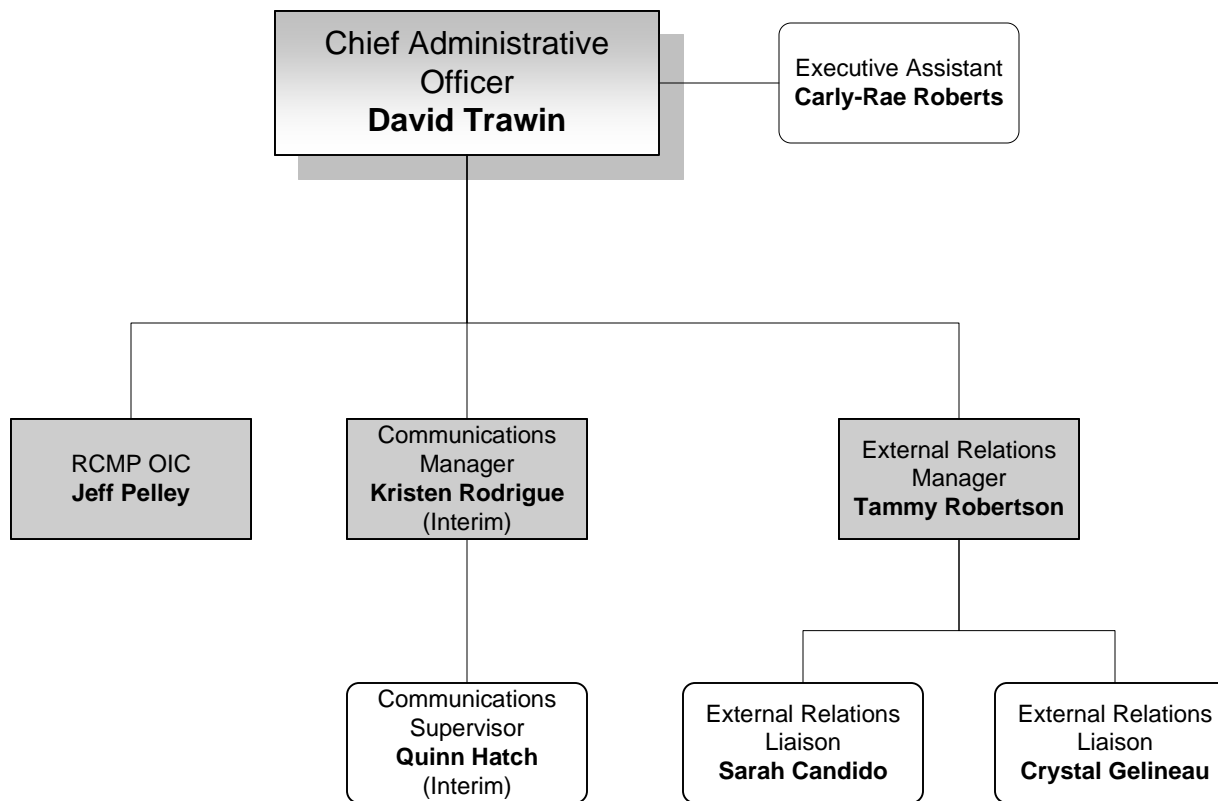 Chief Administrative
Officer
David Trawin
Executive Assistant
Carly-Rae Roberts
RCMP OIC
Jeff Pelley
Communications
Manager
Kristen Rodrigue
(Interim)
External Relations
Manager
Tammy Robertson
Communications
Supervisor
Quinn Hatch
(Interim)
External Relations
Liaison
Sarah Candido
External Relations
Liaison
Crystal Gelineau